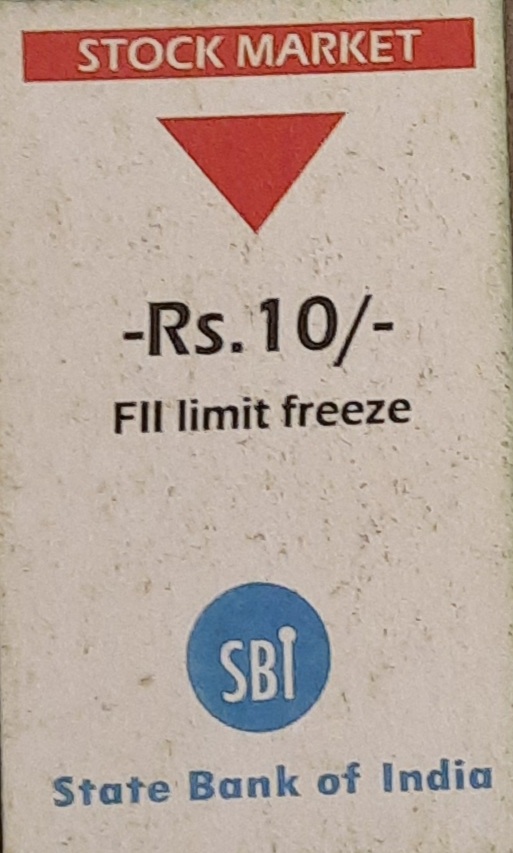 STOCK MARKET
-Rs.10/-
FII limit freeze
SBI
State Bank of India